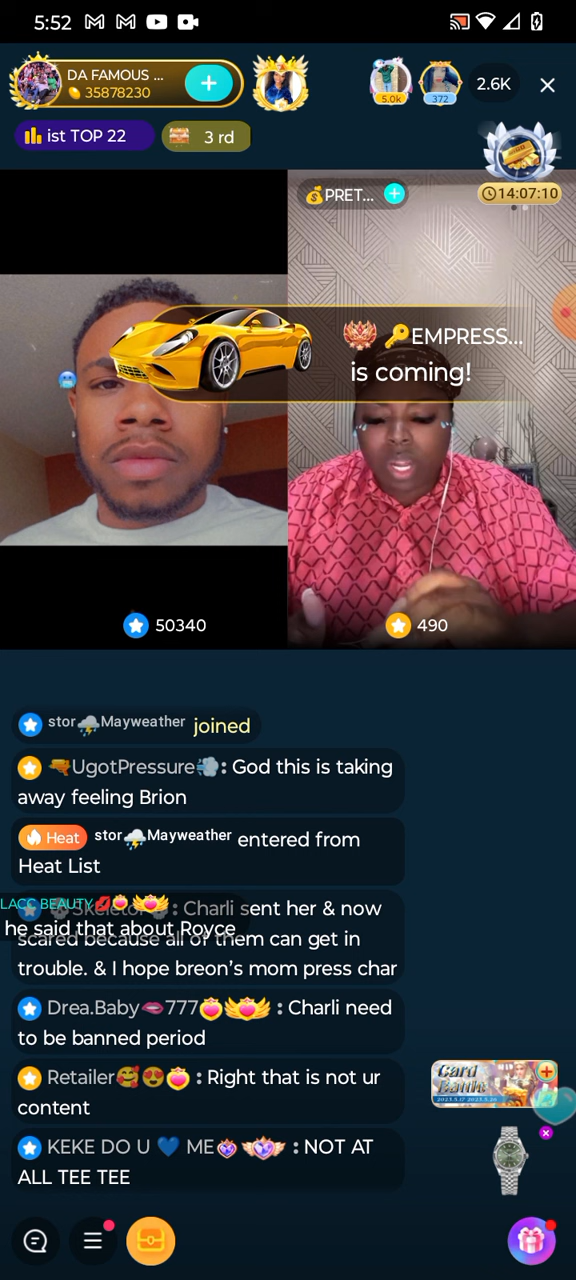 5:52
DA FAMOUS ...
35878230
5.0k
372
2.6K
ist TOP 22
3 rd
PRET...
14:07:10
EMPRESS...
is coming!
50340
490
stor Mayweather joined
UgotPressure : God this is taking
away feeling Brion
Heat stor Mayweather entered from
Heat List
LACC BEAUTY
he said that about Royce
Skeletor : Charli sent her & now
scared because all of them can get in
trouble. & I hope breon's mom press char
Drea.Baby 777 : Charli need
to be banned period
Retailer : Right that is not ur
content
KEKE DO U 💙 ME : NOT AT
ALL TEE TEE
Card
Battle